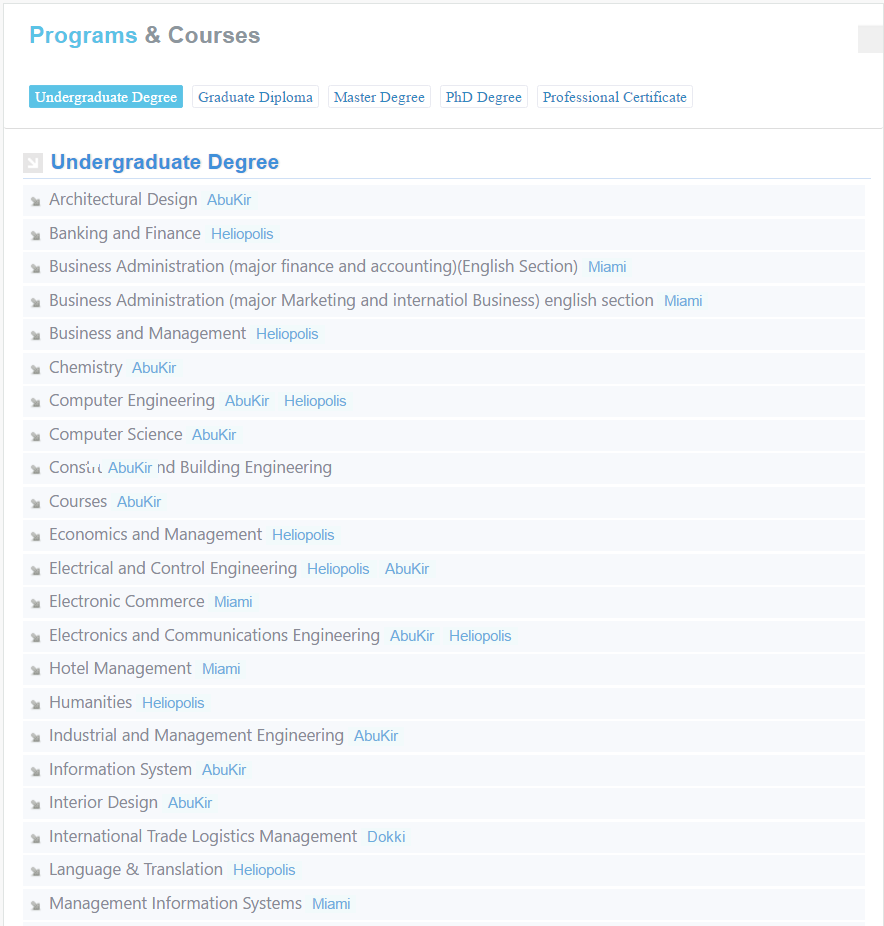 Programs & Courses
Undergraduate Degree Graduate Diploma Master Degree PhD Degree Professional Certificate
Undergraduate Degree
Architectural Design AbuKir
Banking and Finance Heliopolis
Business Administration (major finance and accounting)(English Section) Miami
Business Administration (major Marketing and internatiol Business) english section Miami
Business and Management Heliopolis
Chemistry AbuKir
Computer Engineering AbuKir Heliopolis
Computer Science AbuKir
AbuKir Building Engineering
Courses AbuKir
Economics and Management Heliopolis
Electrical and Control Engineering Heliopolis AbuKir
Electronic Commerce Miami
Electronics and Communications Engineering AbuKir Heliopolis
Hotel Management Miami
Humanities Heliopolis
Industrial and Management Engineering AbuKir
Information System AbuKir
Interior Design AbuKir
International Trade Logistics Management Dokki
Language & Translation Heliopolis
Management Information Systems Miami